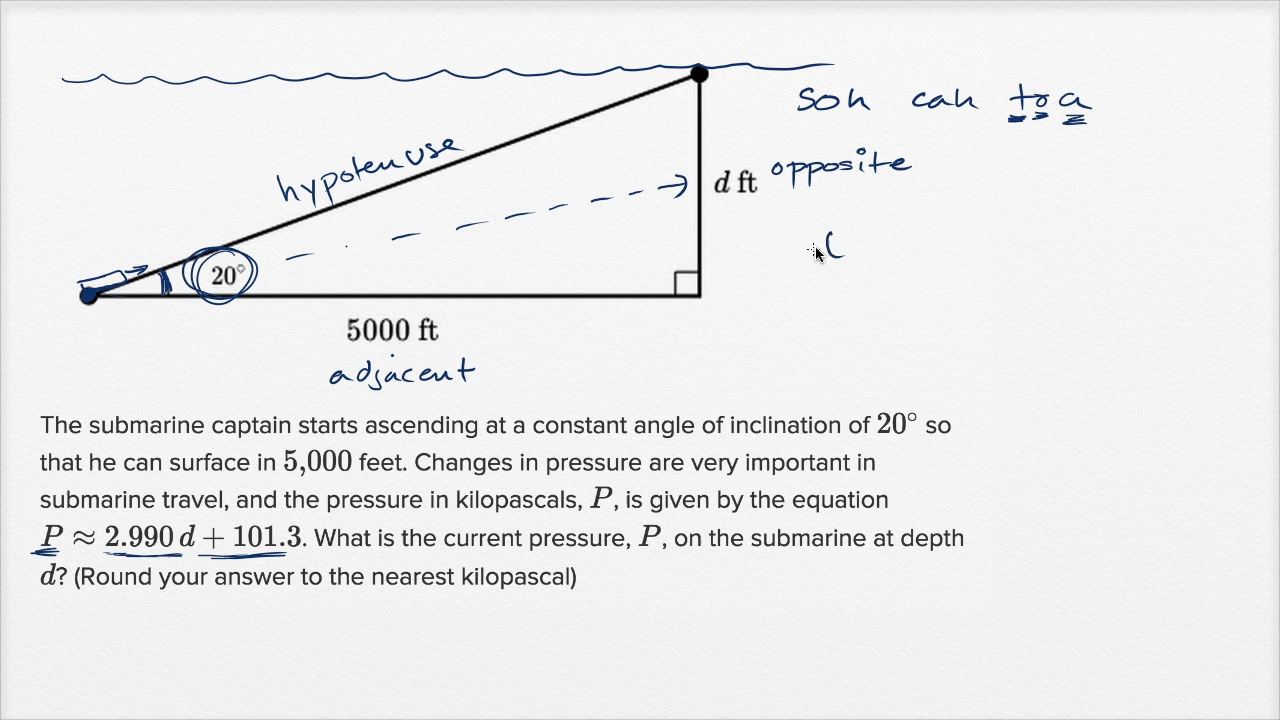 soh cah toa
hypotenuse
d ft opposite
20°
5000 ft
adjacent
The submarine captain starts ascending at a constant angle of inclination of 20° so
that he can surface in 5,000 feet. Changes in pressure are very important in
submarine travel, and the pressure in kilopascals, P, is given by the equation
P ≈ 2.990 d + 101.3. What is the current pressure, P, on the submarine at depth
d? (Round your answer to the nearest kilopascal)